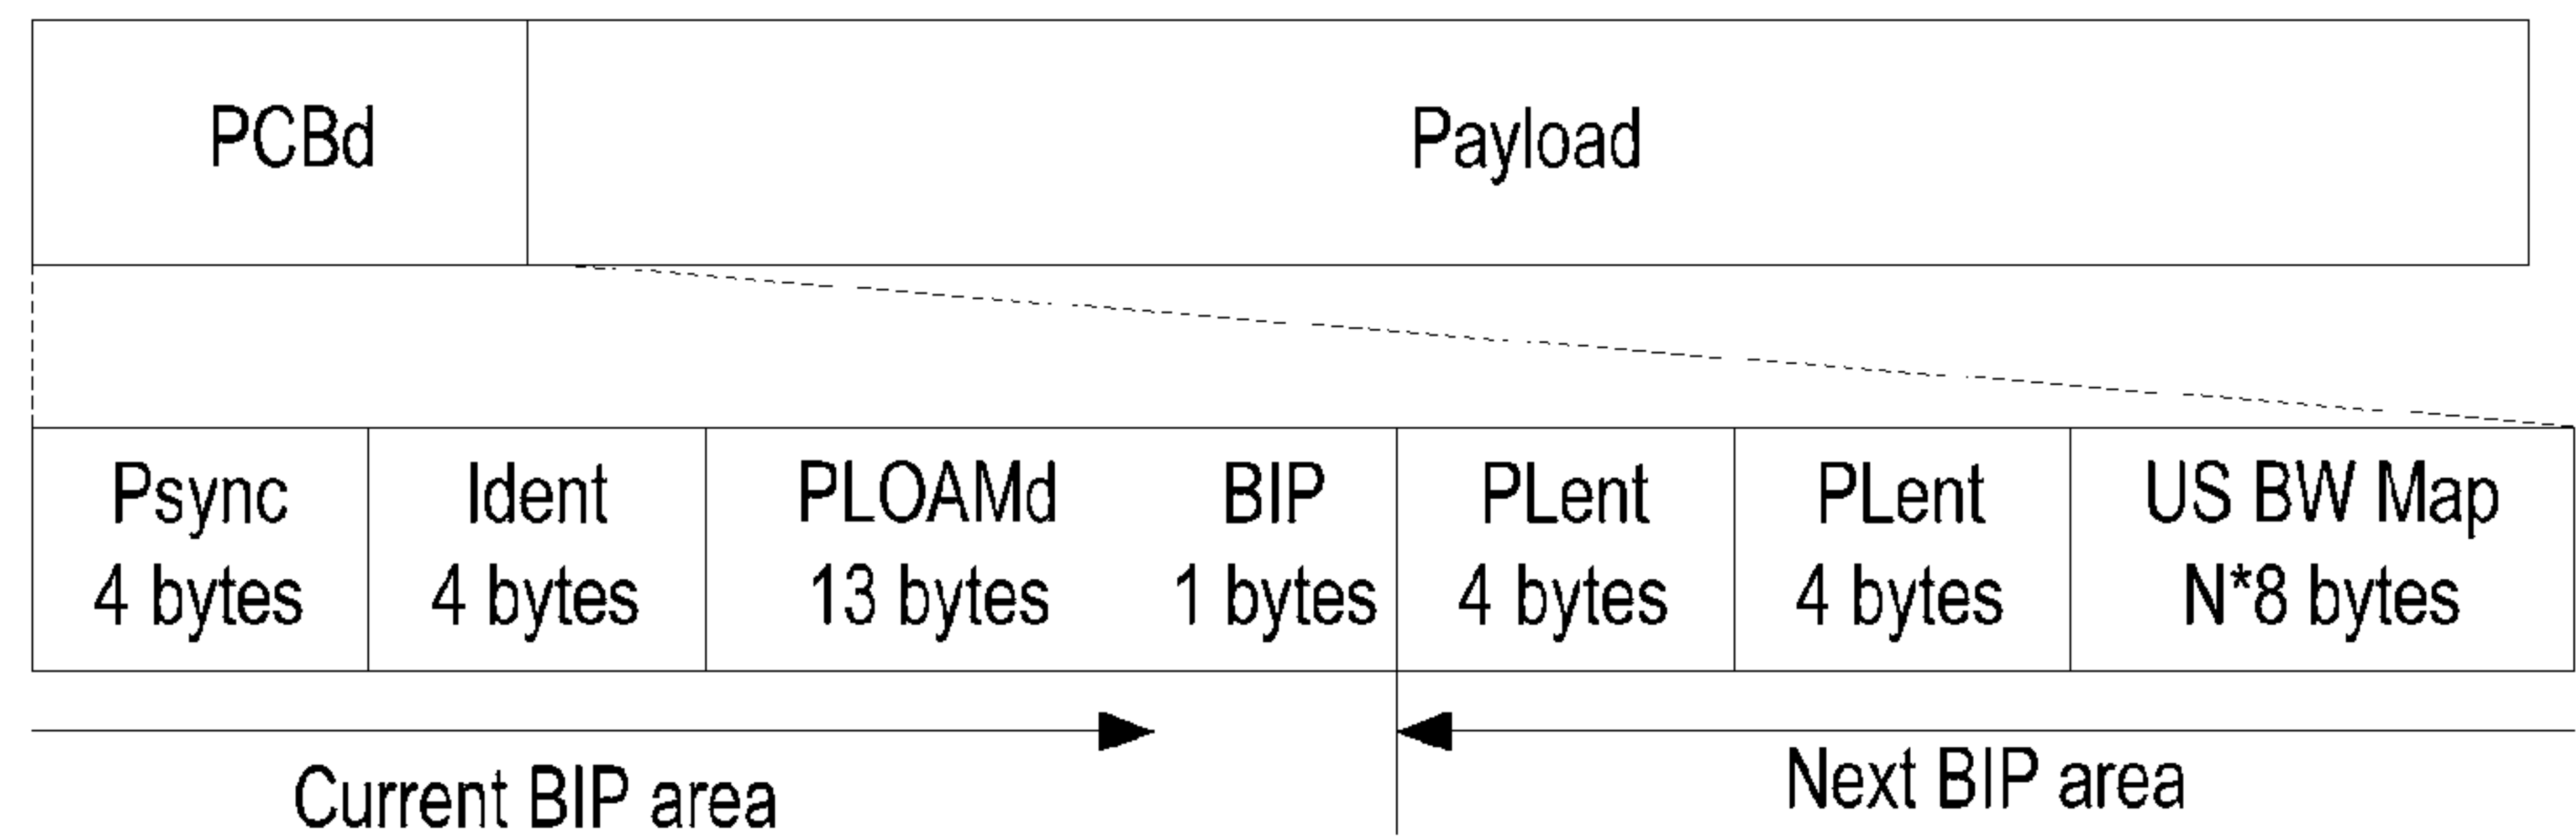 PCBd
Payload
Psync
4 bytes
Ident
4 bytes
PLOAMd
13 bytes
BIP
1 bytes
PLent
4 bytes
PLent
4 bytes
US BW Map
N*8 bytes
Current BIP area
Next BIP area